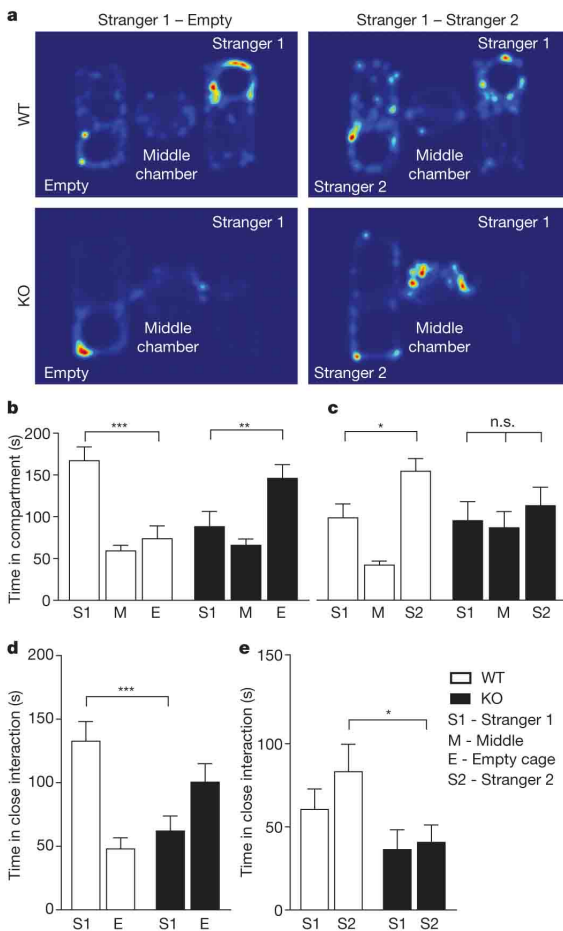 a
Stranger 1 – Empty
Stranger 1 – Stranger 2
WT
Stranger 1
Middle
chamber
Empty
Stranger 1
Middle
chamber
Stranger 2
KO
Stranger 1
Middle
chamber
Empty
Stranger 1
Middle
chamber
Stranger 2
b
Time in compartment (s)
200
150
100
50
0
***
**
S1 M E S1 M E
c
*
n.s.
S1 M S2 S1 M S2
d
Time in close interaction (s)
200
150
100
50
0
***
S1 E S1 E
e
Time in close interaction (s)
150
100
50
0
*
S1 S2 S1 S2
WT
KO
S1 - Stranger 1
M - Middle
E - Empty cage
S2 - Stranger 2